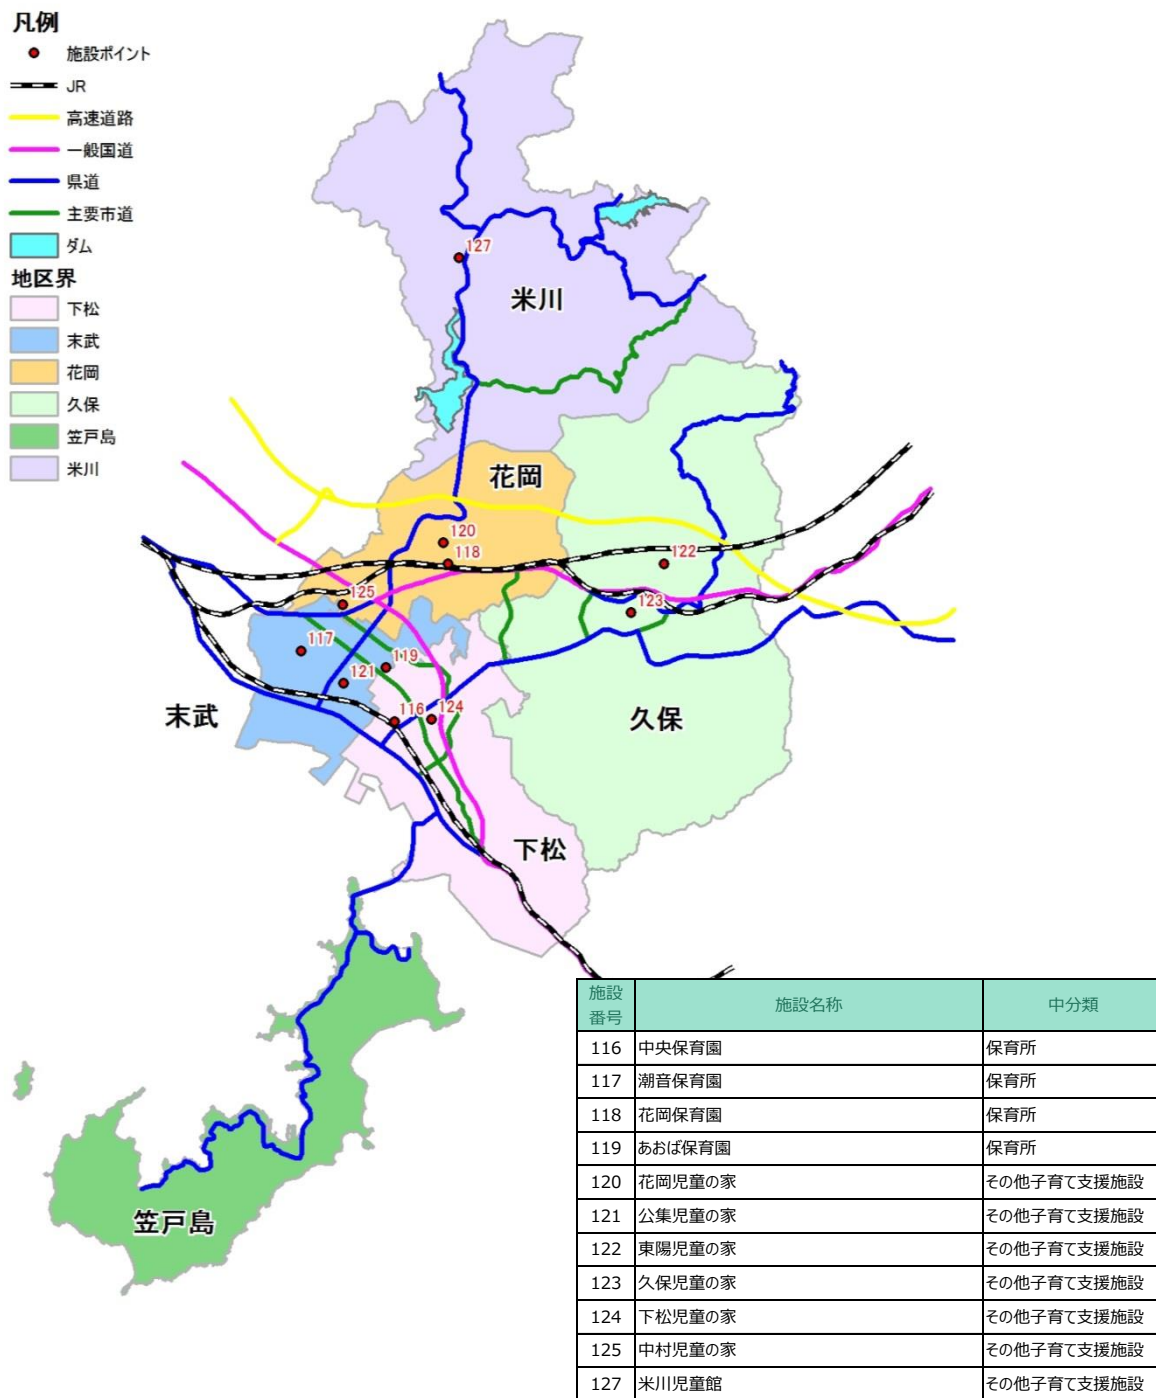 凡例
施設ポイント
JR
高速道路
一般国道
県道
主要市道
ダム
地区界
下松
末武
花岡
久保
笠戸島
米川
127
米川
花岡
120
118
122
125
123
117
119
121
116
124
末武
久保
下松
笠戸島
施設番号 施設名称 中分類
116 中央保育園 保育所
117 潮音保育園 保育所
118 花岡保育園 保育所
119 あおば保育園 保育所
120 花岡児童の家 その他子育て支援施設
121 公集児童の家 その他子育て支援施設
122 東陽児童の家 その他子育て支援施設
123 久保児童の家 その他子育て支援施設
124 下松児童の家 その他子育て支援施設
125 中村児童の家 その他子育て支援施設
127 米川児童館 その他子育て支援施設